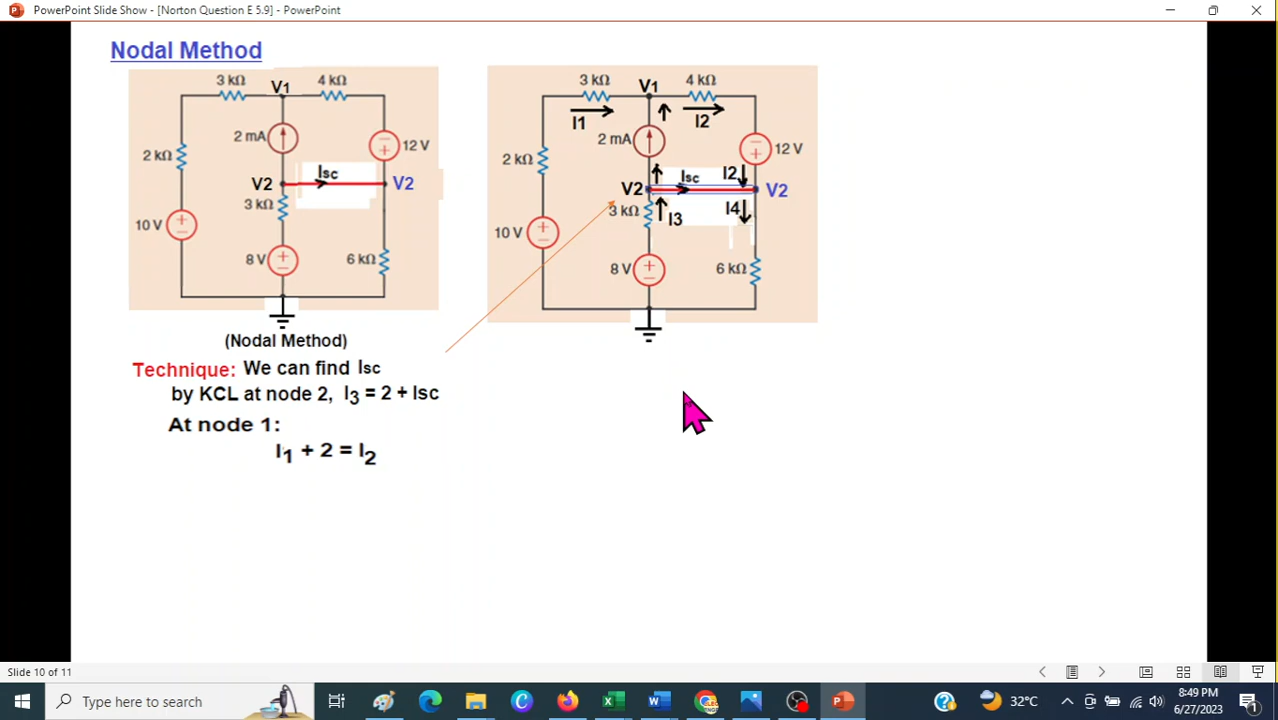 PowerPoint Slide Show - [Norton Question E 5.9] - PowerPoint
Nodal Method
3 kΩ V1 4 kΩ
2 mA
12 V
2 kΩ
Isc
V2 V2
3 kΩ
10 V
8 V 6 kΩ
3 kΩ V1 4 kΩ
I1 I2
2 mA
12 V
2 kΩ
Isc I2
V2 V2
3 kΩ I3 I4
10 V
8 V 6 kΩ
(Nodal Method)
Technique: We can find Isc
by KCL at node 2, I3 = 2 + Isc
At node 1:
I1 + 2 = I2
Slide 10 of 11
Type here to search
32°C
8:49 PM
6/27/2023